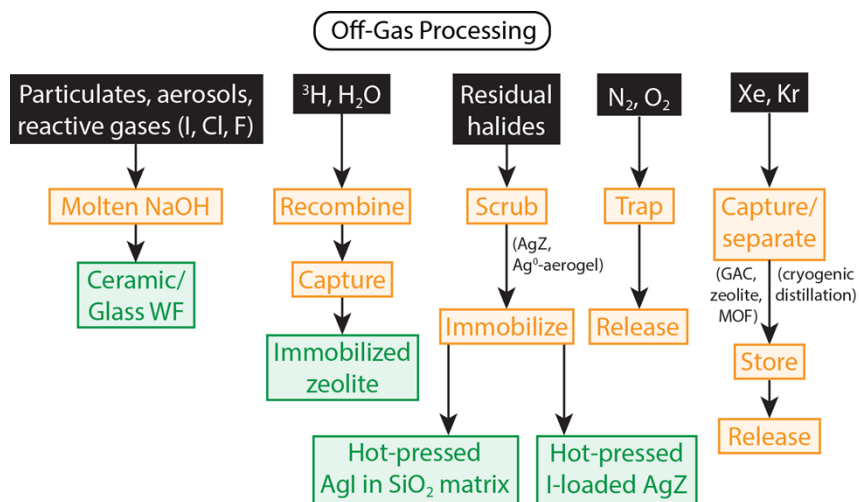 Off-Gas Processing
Particulates, aerosols,
reactive gases (I, Cl, F)
Molten NaOH
Ceramic/
Glass WF
³H, H₂O
Recombine
Capture
Immobilized
zeolite
Residual
halides
Scrub
(AgZ,
Ag⁰-aerogel)
Immobilize
Hot-pressed
AgI in SiO₂ matrix
Hot-pressed
I-loaded AgZ
N₂, O₂
Trap
Release
Xe, Kr
Capture/
separate
(GAC,
zeolite,
MOF)
(cryogenic
distillation)
Store
Release